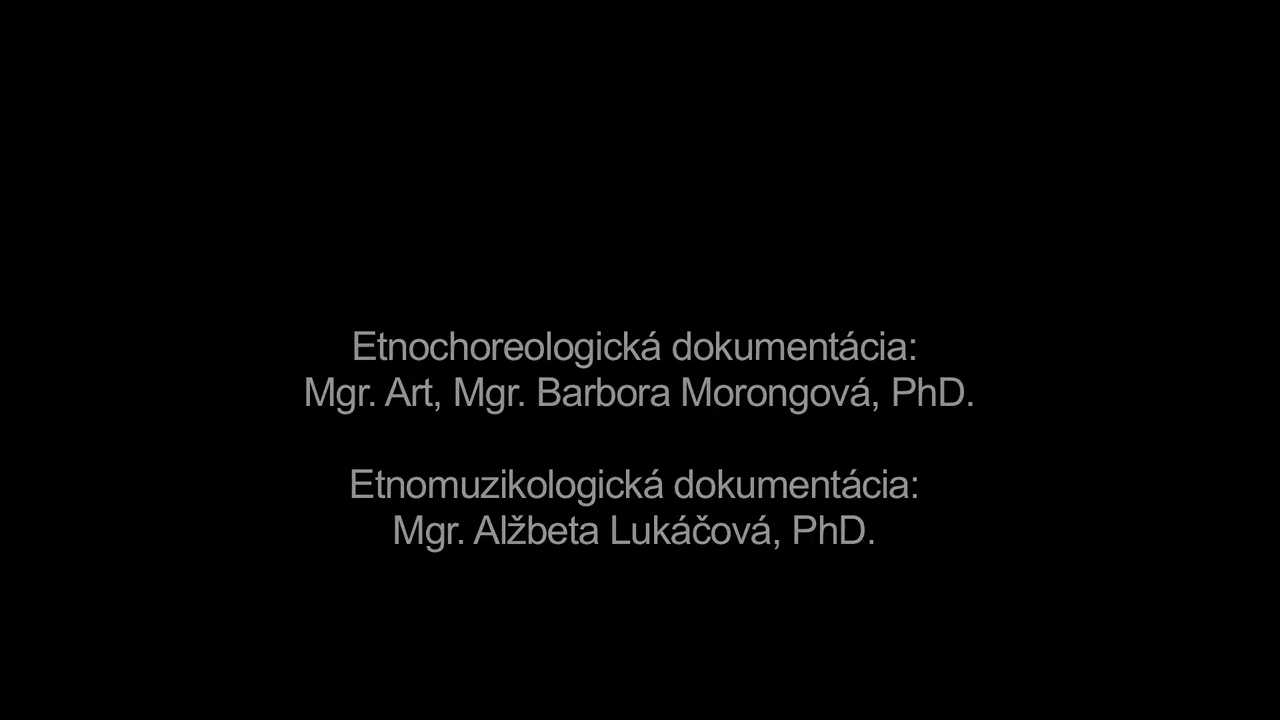 Etnochoreologická dokumentácia:
Mgr. Art, Mgr. Barbora Morongová, PhD.
Etnomuzikologická dokumentácia:
Mgr. Alžbeta Lukáčová, PhD.